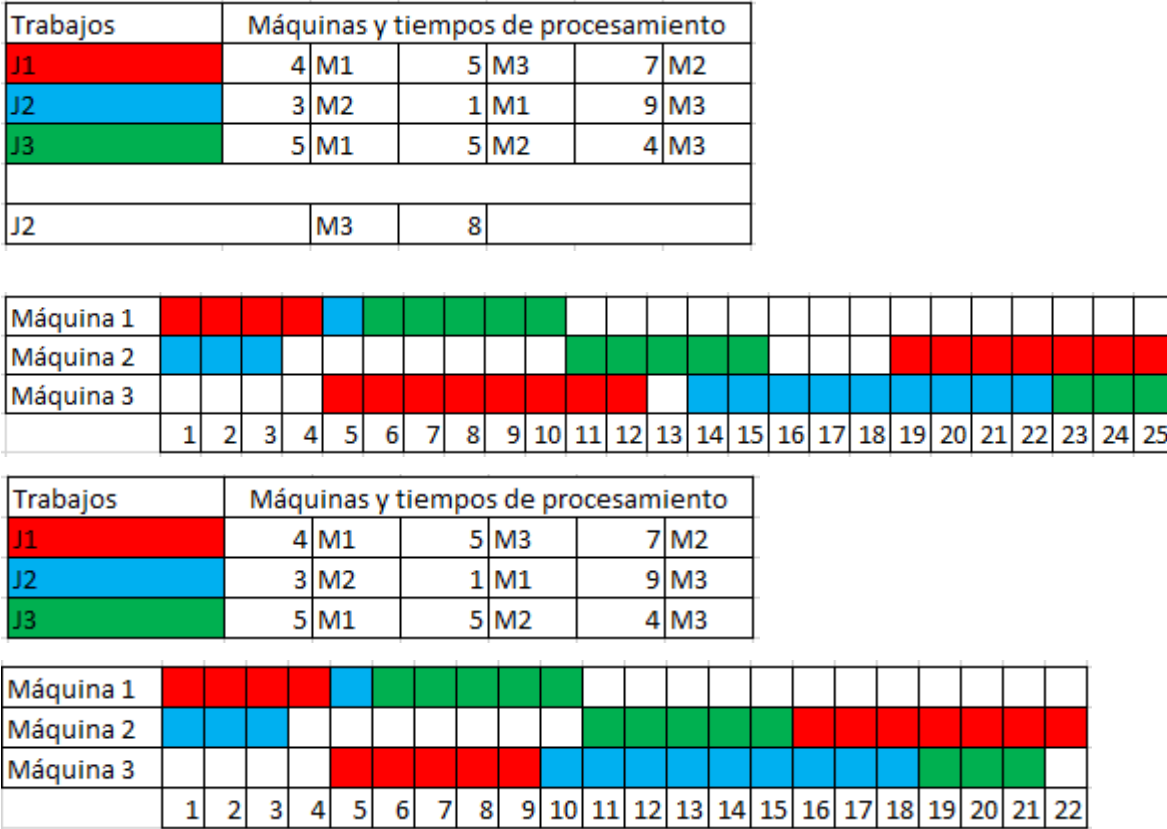 Trabajos Máquinas y tiempos de procesamiento
J1 4 M1 5 M3 7 M2
J2 3 M2 1 M1 9 M3
J3 5 M1 5 M2 4 M3
J2 M3 8
Máquina 1
Máquina 2
Máquina 3
1 2 3 4 5 6 7 8 9 10 11 12 13 14 15 16 17 18 19 20 21 22 23 24 25
Trabajos Máquinas y tiempos de procesamiento
J1 4 M1 5 M3 7 M2
J2 3 M2 1 M1 9 M3
J3 5 M1 5 M2 4 M3
Máquina 1
Máquina 2
Máquina 3
1 2 3 4 5 6 7 8 9 10 11 12 13 14 15 16 17 18 19 20 21 22